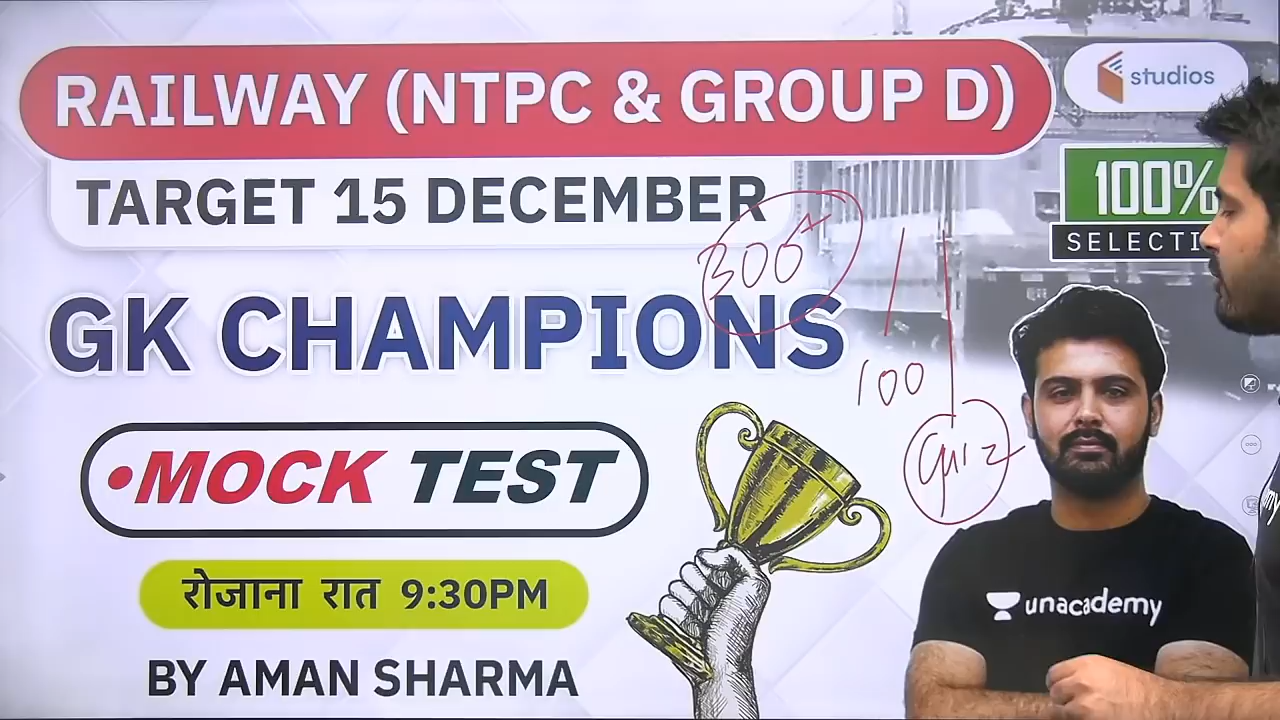 RAILWAY (NTPC & GROUP D)
studios
TARGET 15 DECEMBER
100%
SELECTI
300+
GK CHAMPIONS
100
Quiz
•MOCK TEST
रोजाना रात 9:30PM
unacademy
BY AMAN SHARMA